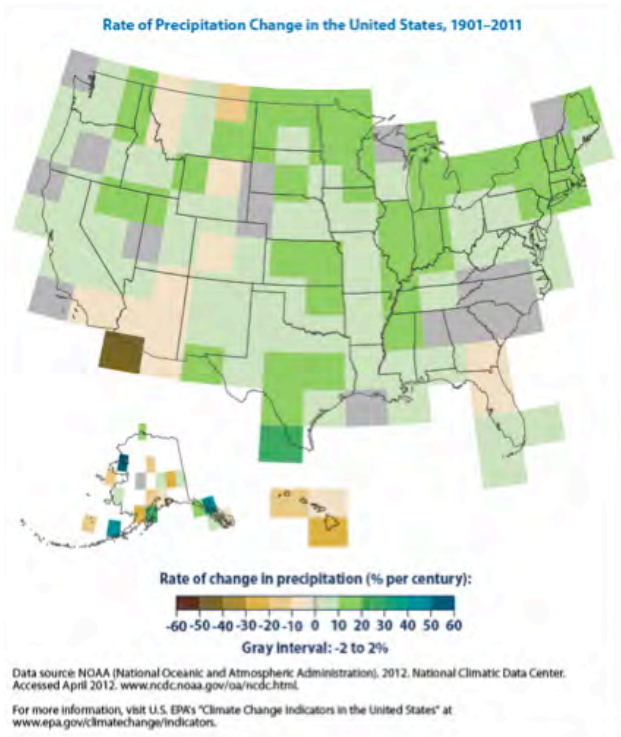 Rate of Precipitation Change in the United States, 1901–2011
Rate of change in precipitation (% per century):
-60 -50 -40 -30 -20 -10 0 10 20 30 40 50 60
Gray interval: -2 to 2%
Data source: NOAA (National Oceanic and Atmospheric Administration). 2012. National Climatic Data Center.
Accessed April 2012. www.ncdc.noaa.gov/oa/ncdc.html.
For more information, visit U.S. EPA's "Climate Change Indicators in the United States" at
www.epa.gov/climatechange/indicators.